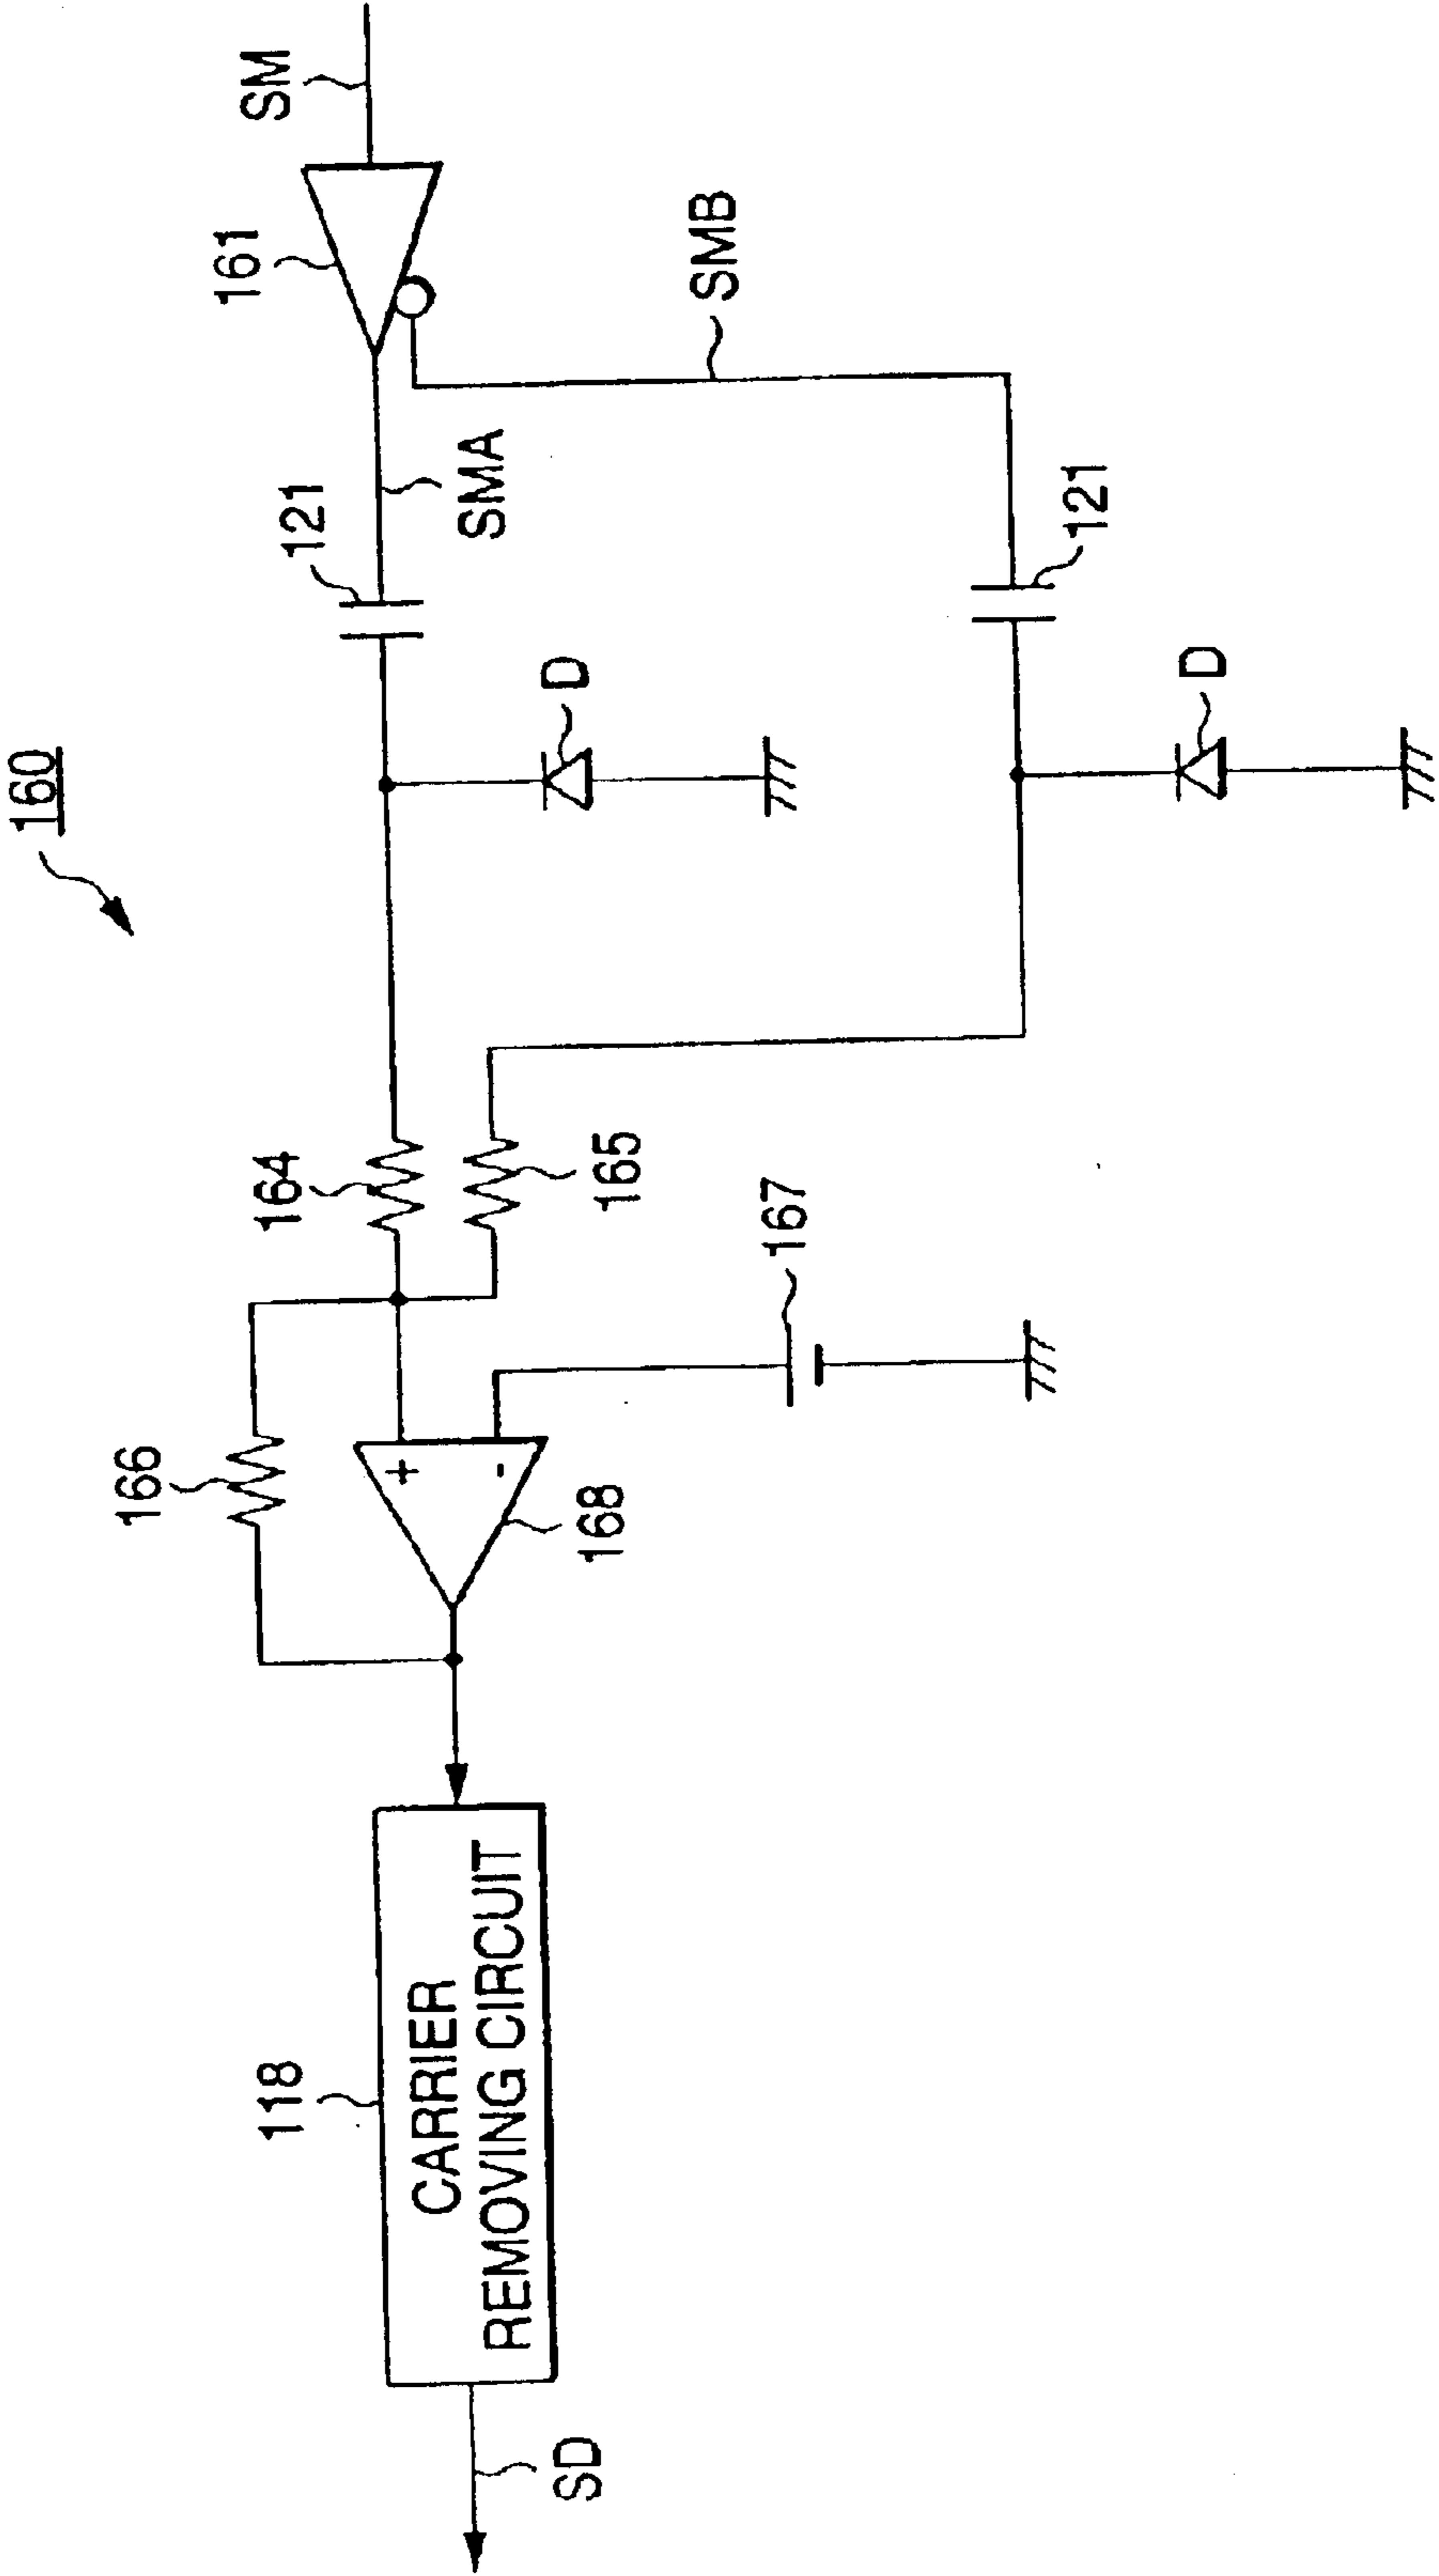 160
SM
161
SMB
SMA
121
121
D
D
164
165
167
166
+
-
168
118
CARRIER
REMOVING CIRCUIT
SD